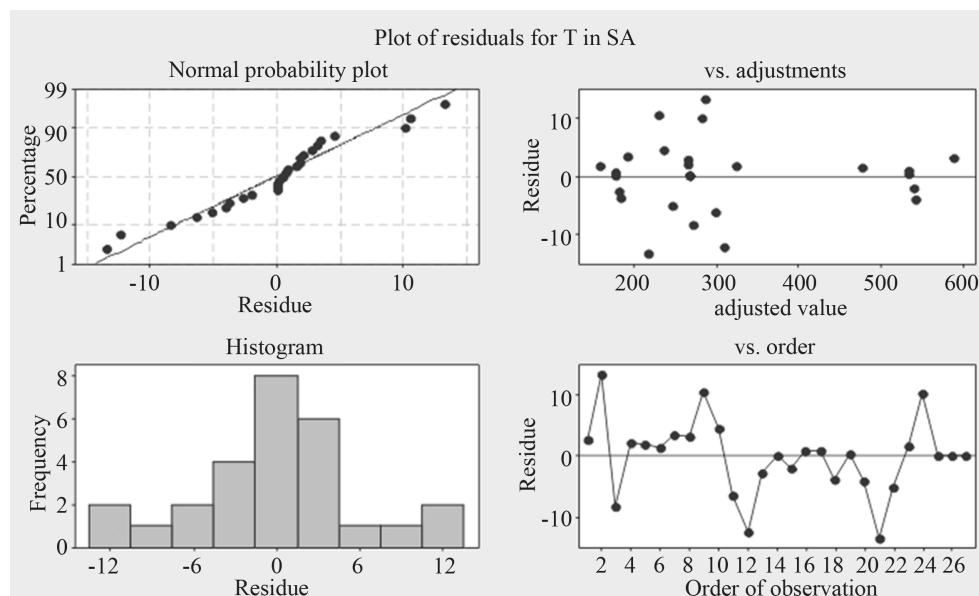 Plot of residuals for T in SA
Normal probability plot
99
90
50
10
1
Percentage
-10 0 10
Residue
vs. adjustments
10
0
-10
Residue
200 300 400 500 600
adjusted value
Histogram
8
6
4
2
0
Frequency
-12 -6 0 6 12
Residue
vs. order
10
0
-10
Residue
2 4 6 8 10 12 14 16 18 20 22 24 26
Order of observation